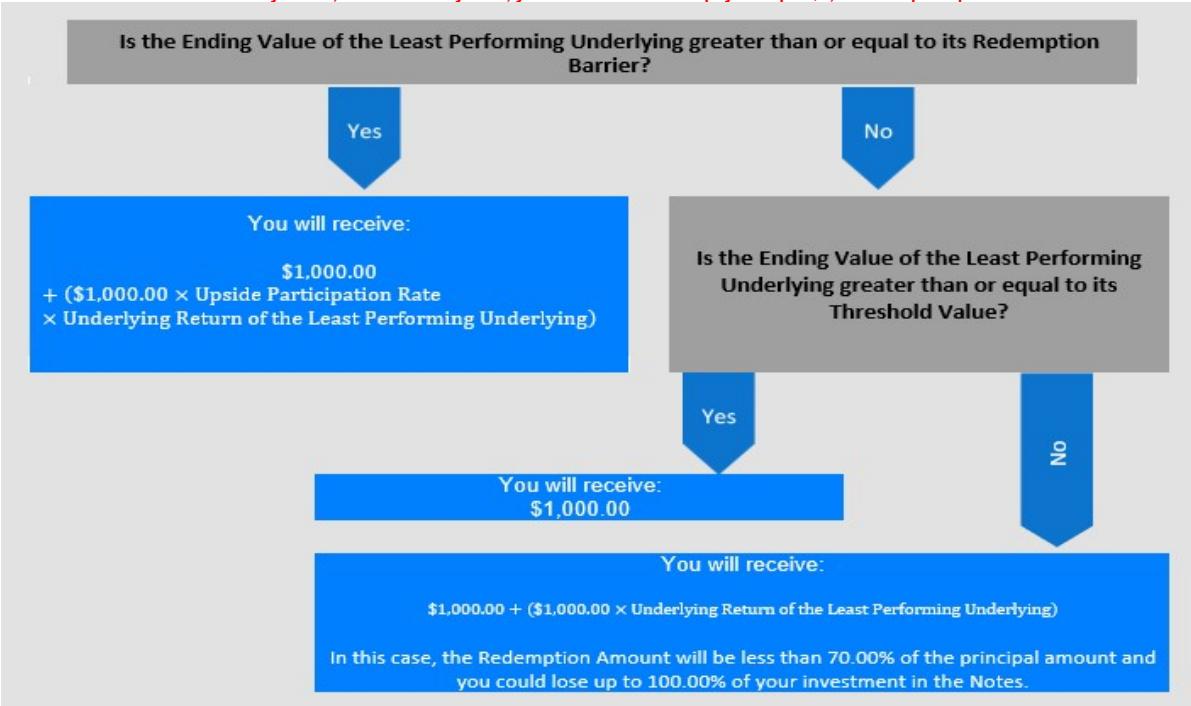 Is the Ending Value of the Least Performing Underlying greater than or equal to its Redemption
Barrier?
Yes
No
You will receive:
$1,000.00
+ ($1,000.00 × Upside Participation Rate
× Underlying Return of the Least Performing Underlying)
Is the Ending Value of the Least Performing
Underlying greater than or equal to its
Threshold Value?
Yes
No
You will receive:
$1,000.00
You will receive:
$1,000.00 + ($1,000.00 × Underlying Return of the Least Performing Underlying)
In this case, the Redemption Amount will be less than 70.00% of the principal amount and
you could lose up to 100.00% of your investment in the Notes.